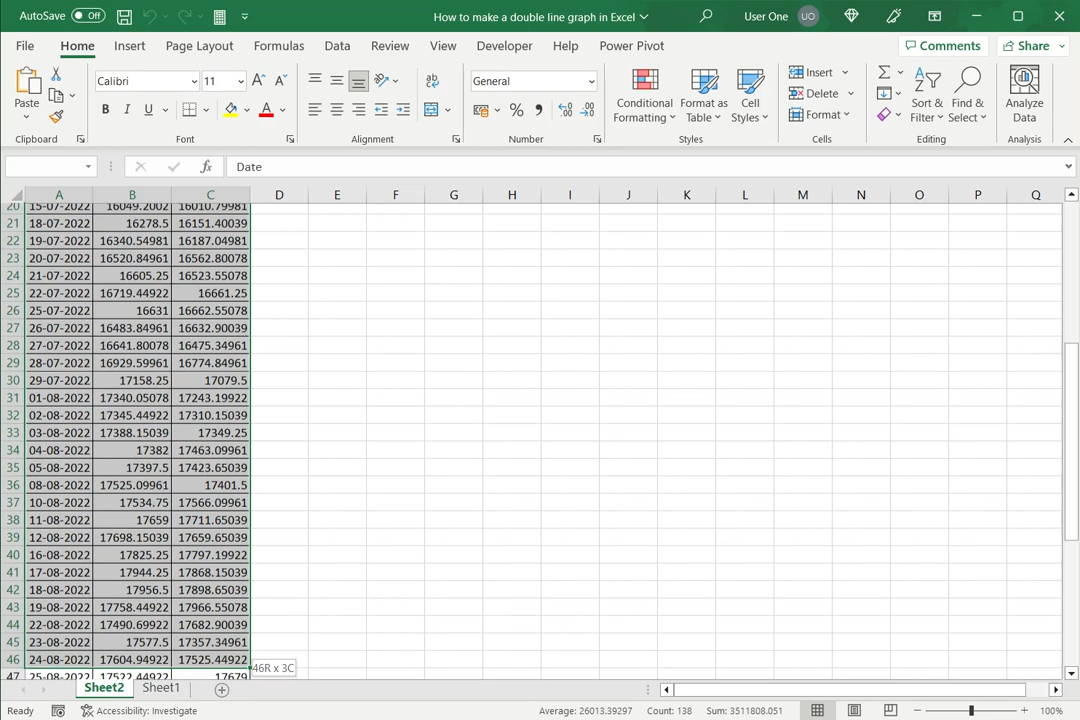 AutoSave Off How to make a double line graph in Excel User One UO
File Home Insert Page Layout Formulas Data Review View Developer Help Power Pivot Comments Share
Paste Calibri 11 B I U General Conditional Formatting Format as Table Cell Styles Insert Delete Format Sort & Filter Find & Select Analyze Data
Clipboard Font Alignment Number Styles Cells Editing Analysis
fx Date
A B C D E F G H I J K L M N O P Q
20 15-07-2022 16049.2002 16010.79981
21 18-07-2022 16278.5 16151.40039
22 19-07-2022 16340.54981 16187.04981
23 20-07-2022 16520.84961 16562.80078
24 21-07-2022 16605.25 16523.55078
25 22-07-2022 16719.44922 16661.25
26 25-07-2022 16631 16662.55078
27 26-07-2022 16483.84961 16632.90039
28 27-07-2022 16641.80078 16475.34961
29 28-07-2022 16929.59961 16774.84961
30 29-07-2022 17158.25 17079.5
31 01-08-2022 17340.05078 17243.19922
32 02-08-2022 17345.44922 17310.15039
33 03-08-2022 17388.15039 17349.25
34 04-08-2022 17382 17463.09961
35 05-08-2022 17397.5 17423.65039
36 08-08-2022 17525.09961 17401.5
37 10-08-2022 17534.75 17566.09961
38 11-08-2022 17659 17711.65039
39 12-08-2022 17698.15039 17659.65039
40 16-08-2022 17825.25 17797.19922
41 17-08-2022 17944.25 17868.15039
42 18-08-2022 17956.5 17898.65039
43 19-08-2022 17758.44922 17966.55078
44 22-08-2022 17490.69922 17682.90039
45 23-08-2022 17577.5 17357.34961
46 24-08-2022 17604.94922 17525.44922 46R x 3C
47 25-08-2022 17522.44922 17679
Sheet2 Sheet1
Ready Accessibility: Investigate Average: 26013.39297 Count: 138 Sum: 3511808.051 100%